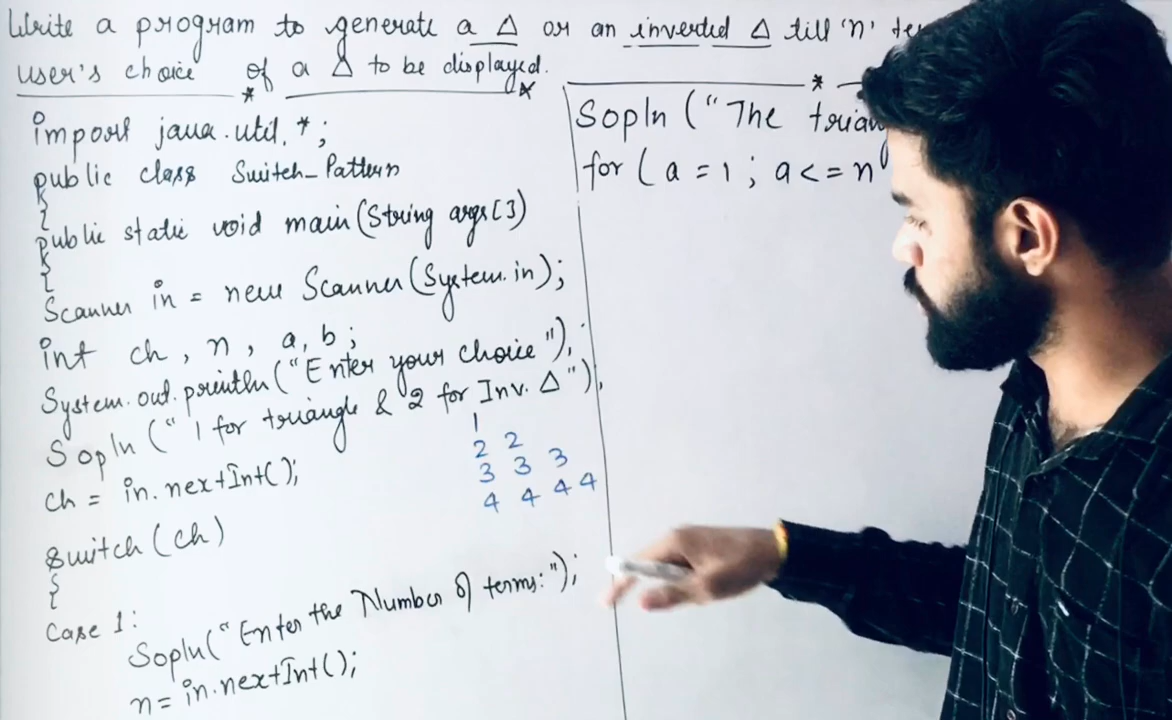 Write a program to generate a Δ or an inverted Δ till 'n'
user's choice of a Δ to be displayed.
import java.util.*;
public class Switch_Pattern
{
public static void main(String args[])
{
Scanner in = new Scanner(System.in);
int ch, n, a, b;
System.out.println("Enter your choice");
Sopln ("1 for triangle & 2 for Inv. Δ");
ch = in.nextInt();
switch(ch)
{
Case 1:
Sopln("Enter the Number of terms:");
n = in.nextInt();
1
2 2
3 3 3
4 4 4 4
Sopln ("The
for ( a = 1 ; a <= n